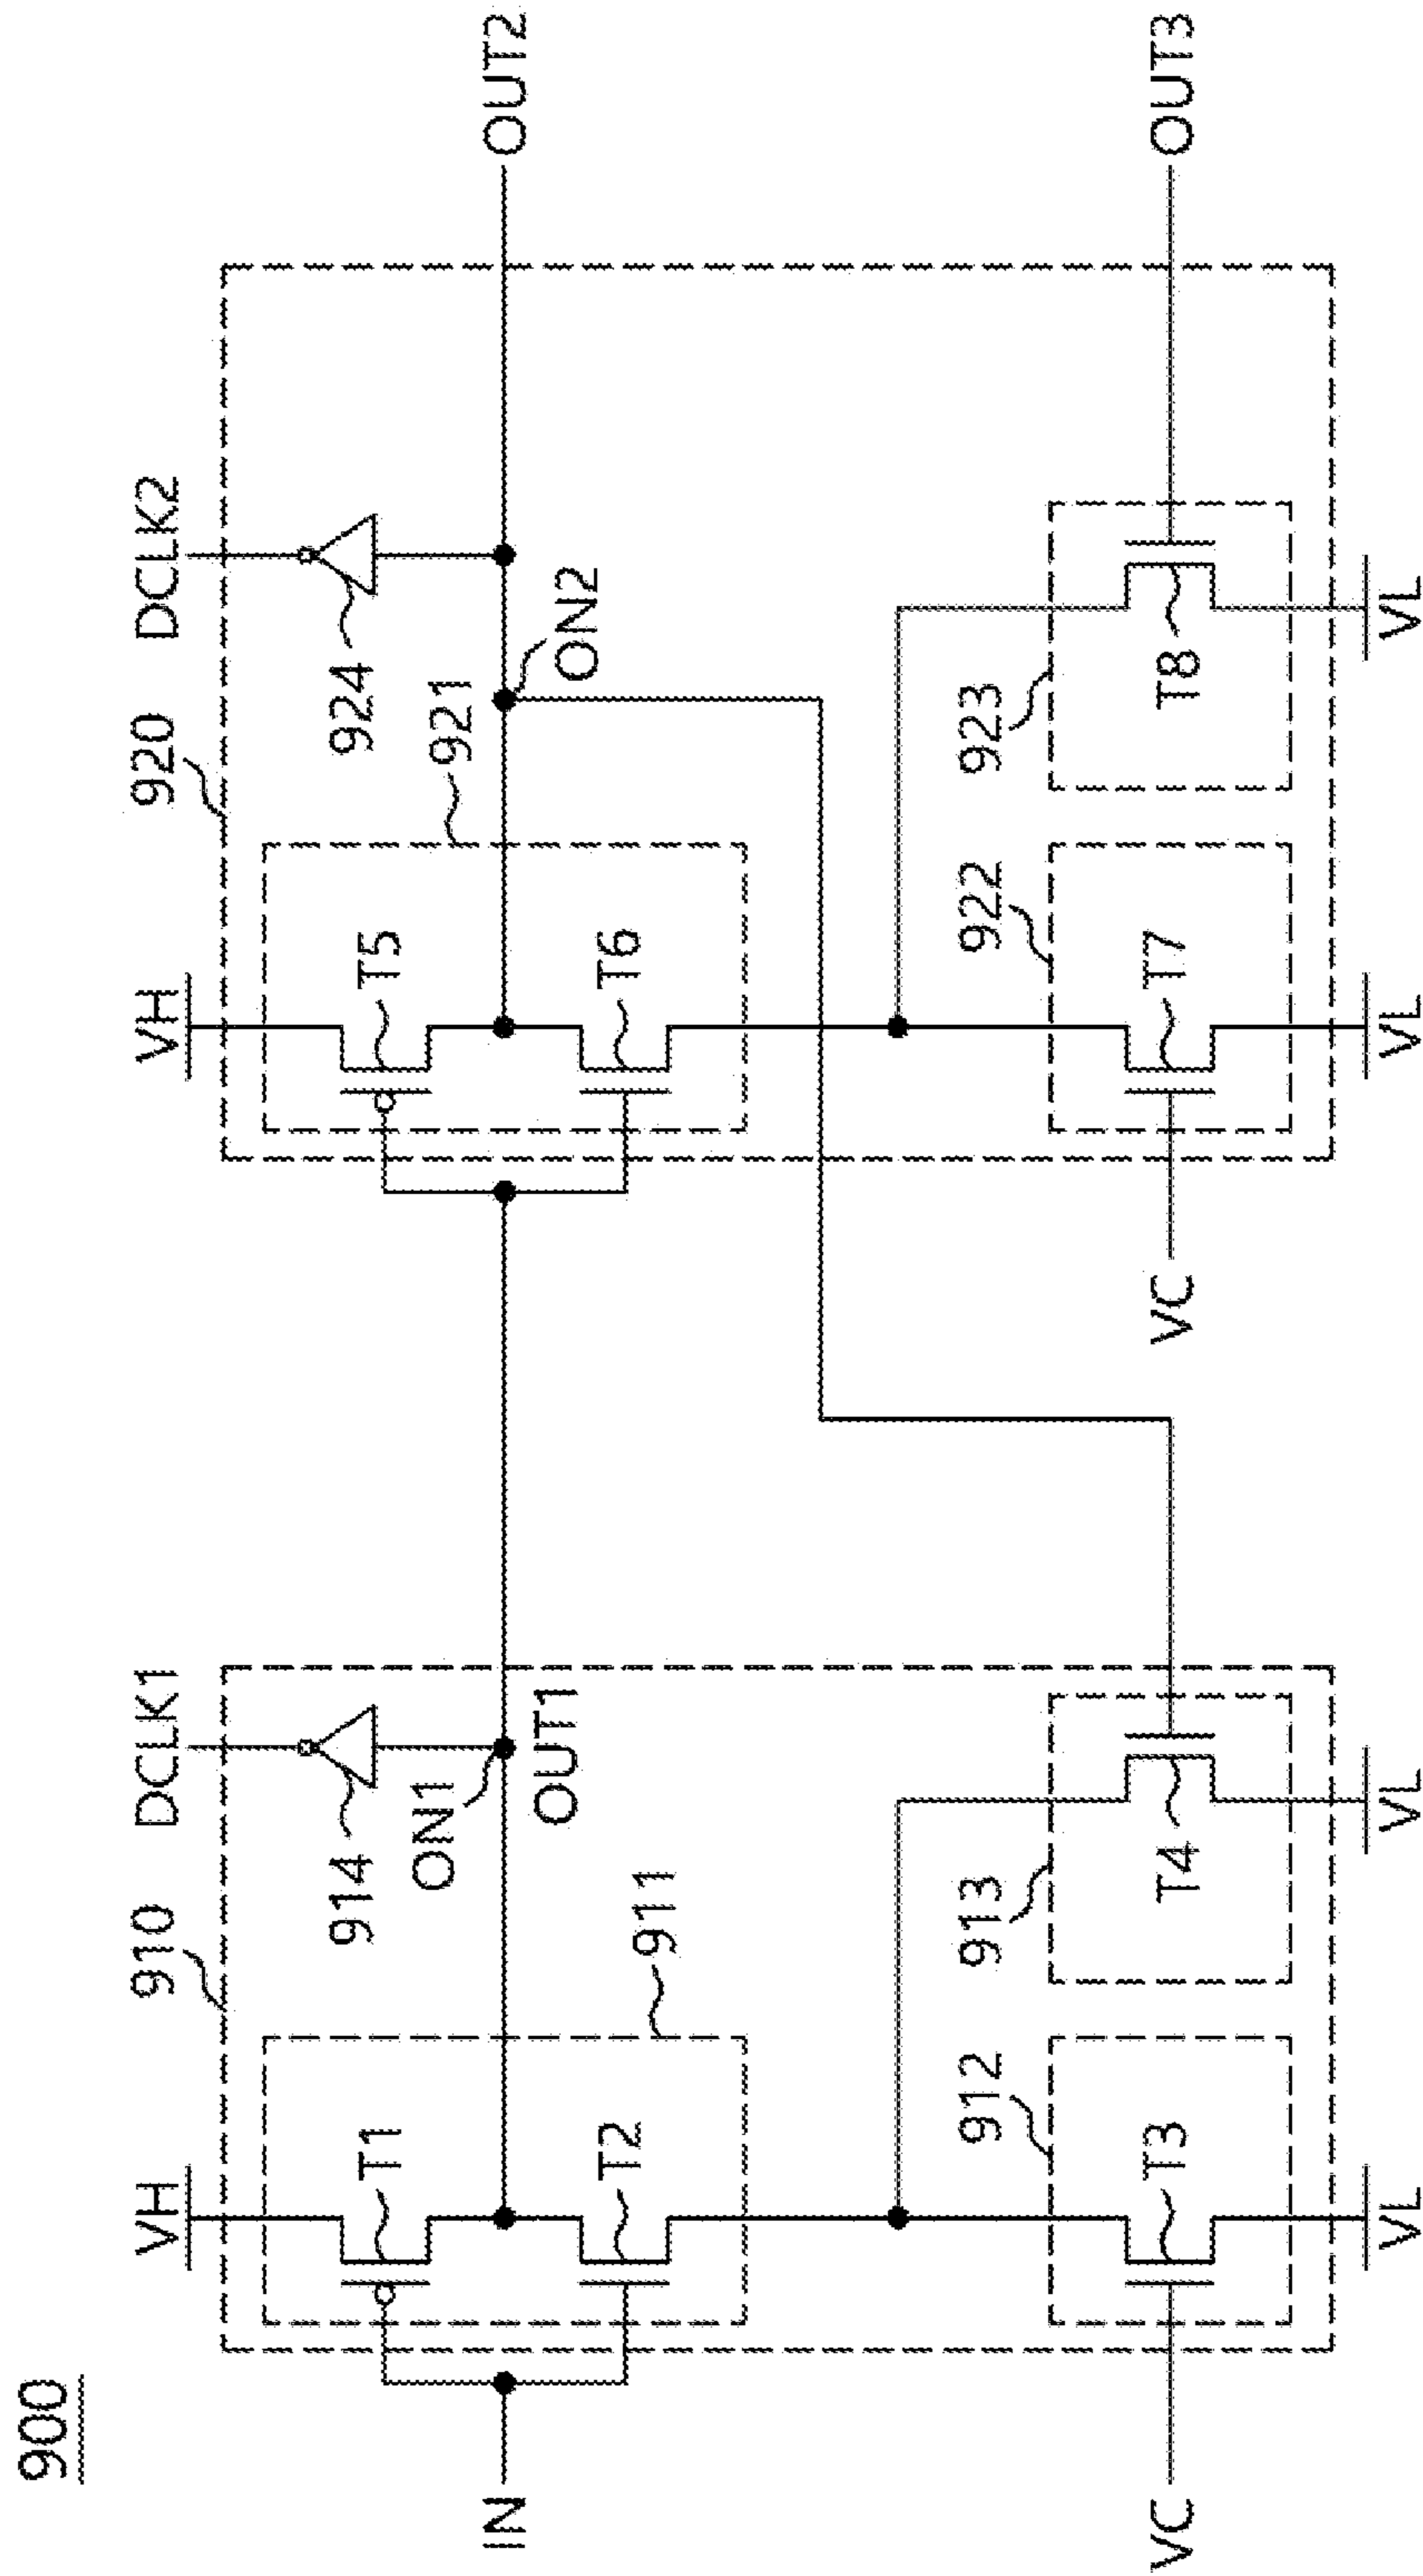 900
910
DCLK1
920
DCLK2
VH
VH
T1
914
T5
924
ON1
921
IN
OUT1
OUT2
ON2
T2
911
T6
912
913
922
923
VC
T3
T4
VC
T7
T8
OUT3
VL
VL
VL
VL